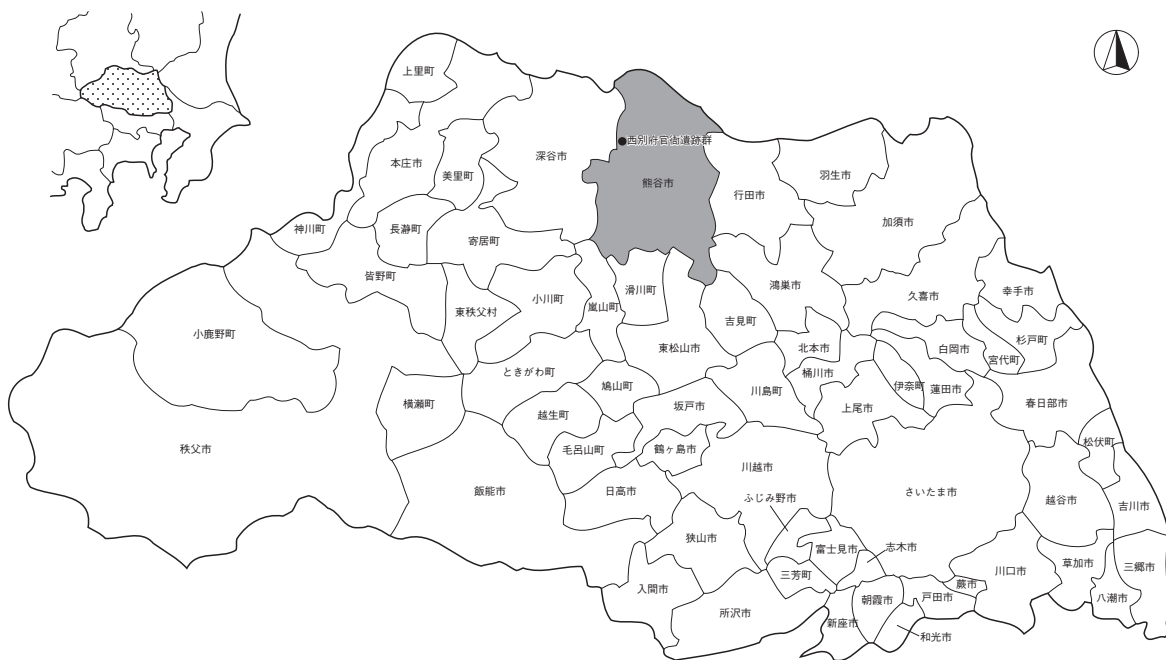 上里町
本庄市
美里町
深谷市
西別府官衙遺跡群
熊谷市
行田市
羽生市
加須市
神川町
長瀞町
寄居町
皆野町
東秩父村
小川町
嵐山町
滑川町
吉見町
鴻巣市
久喜市
幸手市
小鹿野町
東松山市
北本市
白岡市
杉戸町
宮代町
ときがわ町
鳩山町
桶川市
伊奈町
蓮田市
横瀬町
越生町
坂戸市
川島町
上尾市
春日部市
秩父市
毛呂山町
鶴ヶ島市
川越市
松伏町
飯能市
日高市
ふじみ野市
さいたま市
越谷市
吉川市
狭山市
富士見市
志木市
入間市
三芳町
川口市
草加市
三郷市
所沢市
朝霞市
戸田市
蕨市
八潮市
新座市
和光市